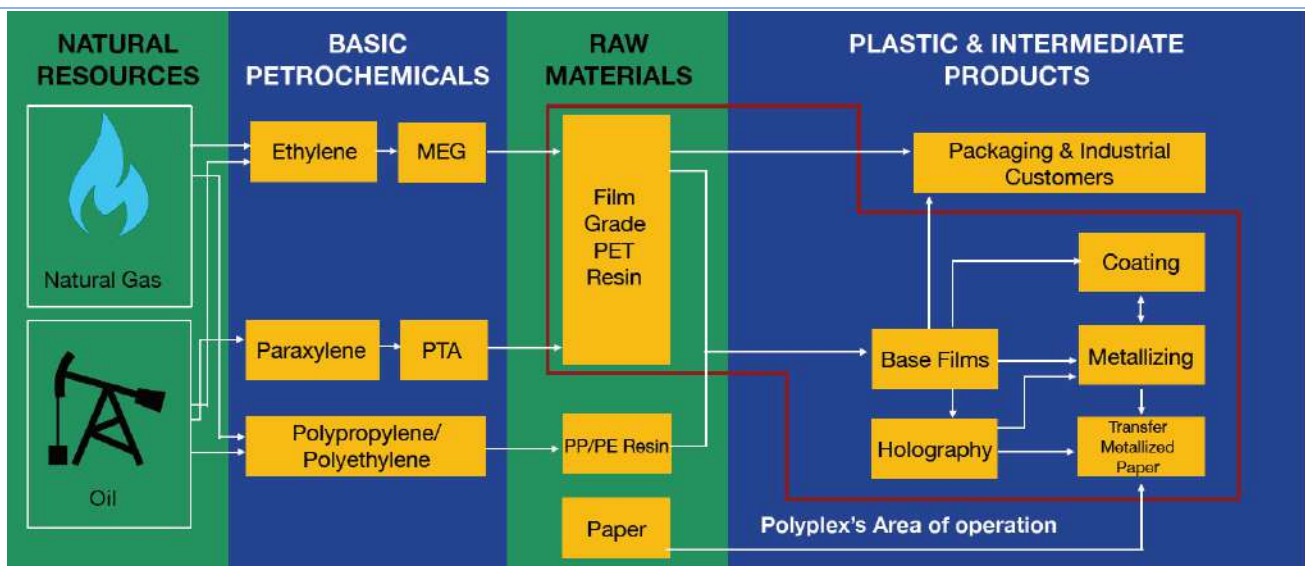 NATURAL
RESOURCES
BASIC
PETROCHEMICALS
RAW
MATERIALS
PLASTIC & INTERMEDIATE
PRODUCTS
Natural Gas
Oil
Ethylene
MEG
Paraxylene
PTA
Polypropylene/
Polyethylene
Film
Grade
PET
Resin
PP/PE Resin
Paper
Packaging & Industrial
Customers
Coating
Base Films
Metallizing
Holography
Transfer
Metallized
Paper
Polyplex's Area of operation